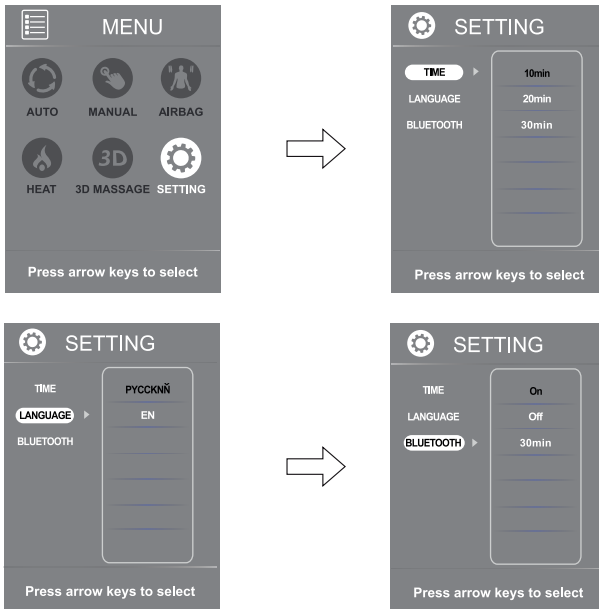 MENU
AUTO MANUAL AIRBAG
3D
HEAT 3D MASSAGE SETTING
Press arrow keys to select
SETTING
TIME 10min
LANGUAGE 20min
BLUETOOTH 30min
Press arrow keys to select
SETTING
TIME PYCCKNŇ
LANGUAGE EN
BLUETOOTH
Press arrow keys to select
SETTING
TIME On
LANGUAGE Off
BLUETOOTH 30min
Press arrow keys to select